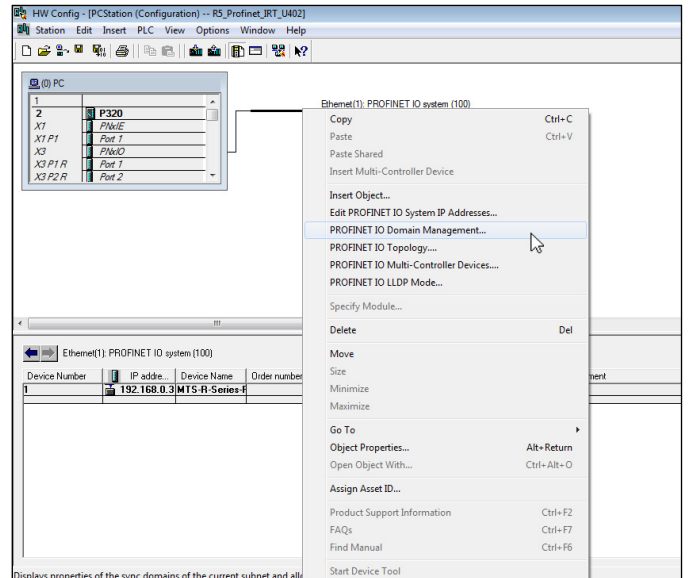 HW Config - [PCStation (Configuration) -- R5_Profinet_IRT_U402]
Station Edit Insert PLC View Options Window Help
(0) PC
1
2 P320
X1 PNxIE
X1 P1 Port 1
X3 PNxIO
X3 P1 R Port 1
X3 P2 R Port 2
Ethernet(1): PROFINET IO system (100)
Copy Ctrl+C
Paste Ctrl+V
Paste Shared
Insert Multi-Controller Device
Insert Object...
Edit PROFINET IO System IP Addresses...
PROFINET IO Domain Management...
PROFINET IO Topology....
PROFINET IO Multi-Controller Devices....
PROFINET IO LLDP Mode...
Specify Module...
Delete Del
Move
Size
Minimize
Maximize
Go To
Object Properties... Alt+Return
Open Object With... Ctrl+Alt+O
Assign Asset ID...
Product Support Information Ctrl+F2
FAQs Ctrl+F7
Find Manual Ctrl+F6
Start Device Tool
Ethernet(1): PROFINET IO system (100)
Device Number IP addre... Device Name Order number
1 192.168.0.3 MTS-R-Series-
Displays properties of the sync domains of the current subnet and